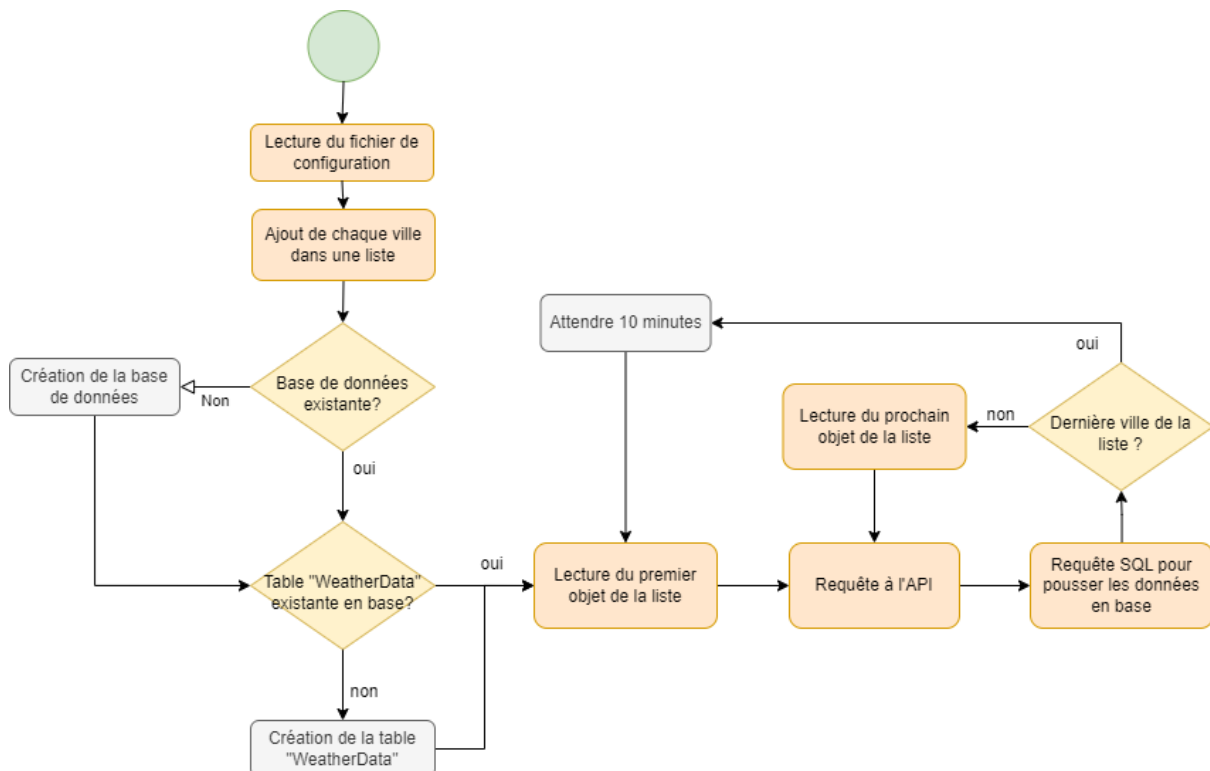 Lecture du fichier de
configuration
Ajout de chaque ville
dans une liste
Attendre 10 minutes
oui
Création de la base
de données
Non
Base de données
existante?
Lecture du prochain
objet de la liste
non
Dernière ville de la
liste ?
oui
Table "WeatherData"
existante en base?
oui
Lecture du premier
objet de la liste
Requête à l'API
Requête SQL pour
pousser les données
en base
non
Création de la table
"WeatherData"